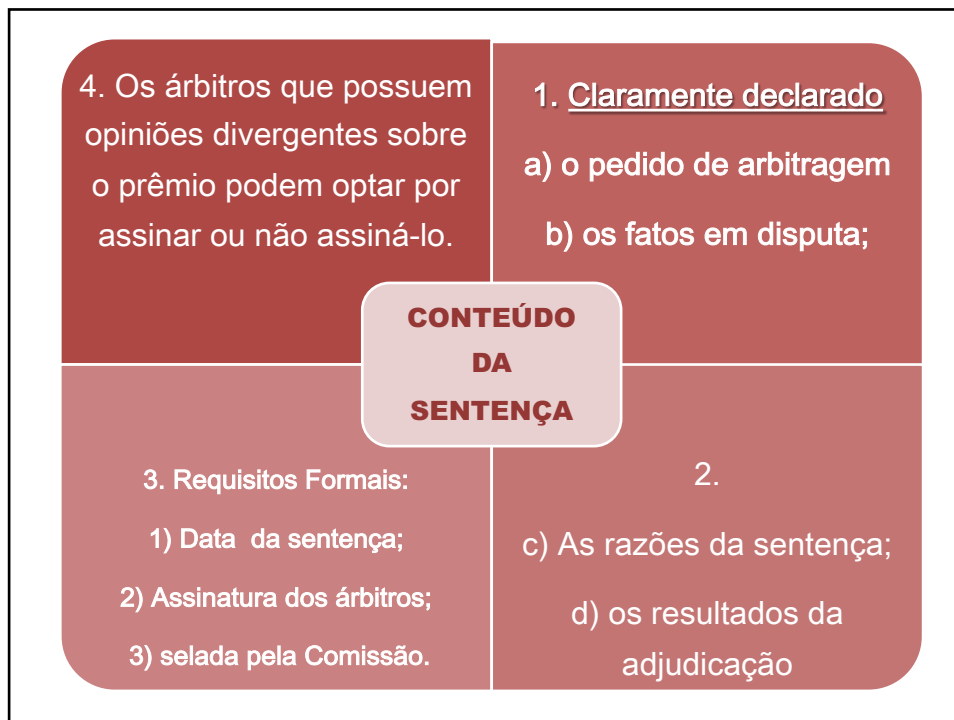 4. Os árbitros que possuem
opiniões divergentes sobre
o prêmio podem optar por
assinar ou não assiná-lo.
1. Claramente declarado
a) o pedido de arbitragem
b) os fatos em disputa;
CONTEÚDO
DA
SENTENÇA
3. Requisitos Formais:
1) Data da sentença;
2) Assinatura dos árbitros;
3) selada pela Comissão.
2.
c) As razões da sentença;
d) os resultados da
adjudicação